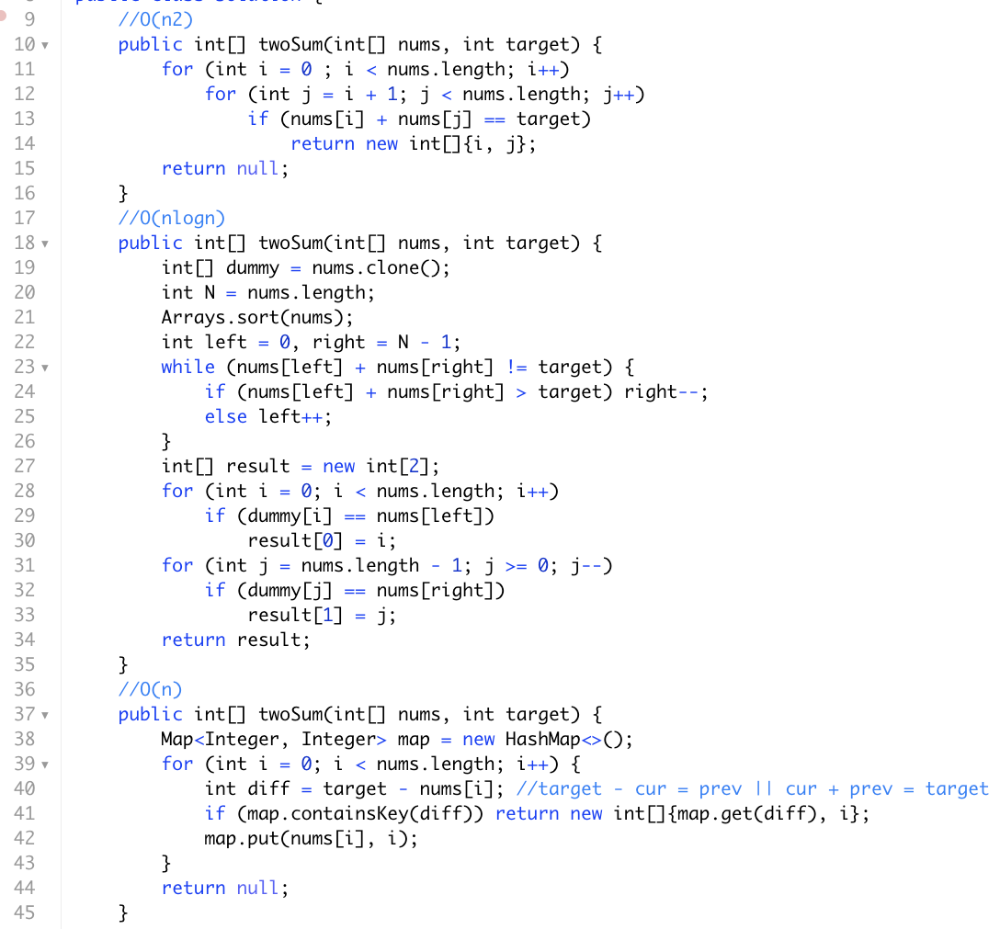 public class Solution {
9 //O(n2)
10 public int[] twoSum(int[] nums, int target) {
11 for (int i = 0 ; i < nums.length; i++)
12 for (int j = i + 1; j < nums.length; j++)
13 if (nums[i] + nums[j] == target)
14 return new int[]{i, j};
15 return null;
16 }
17 //O(nlogn)
18 public int[] twoSum(int[] nums, int target) {
19 int[] dummy = nums.clone();
20 int N = nums.length;
21 Arrays.sort(nums);
22 int left = 0, right = N - 1;
23 while (nums[left] + nums[right] != target) {
24 if (nums[left] + nums[right] > target) right--;
25 else left++;
26 }
27 int[] result = new int[2];
28 for (int i = 0; i < nums.length; i++)
29 if (dummy[i] == nums[left])
30 result[0] = i;
31 for (int j = nums.length - 1; j >= 0; j--)
32 if (dummy[j] == nums[right])
33 result[1] = j;
34 return result;
35 }
36 //O(n)
37 public int[] twoSum(int[] nums, int target) {
38 Map<Integer, Integer> map = new HashMap<>();
39 for (int i = 0; i < nums.length; i++) {
40 int diff = target - nums[i]; //target - cur = prev || cur + prev = target
41 if (map.containsKey(diff)) return new int[]{map.get(diff), i};
42 map.put(nums[i], i);
43 }
44 return null;
45 }